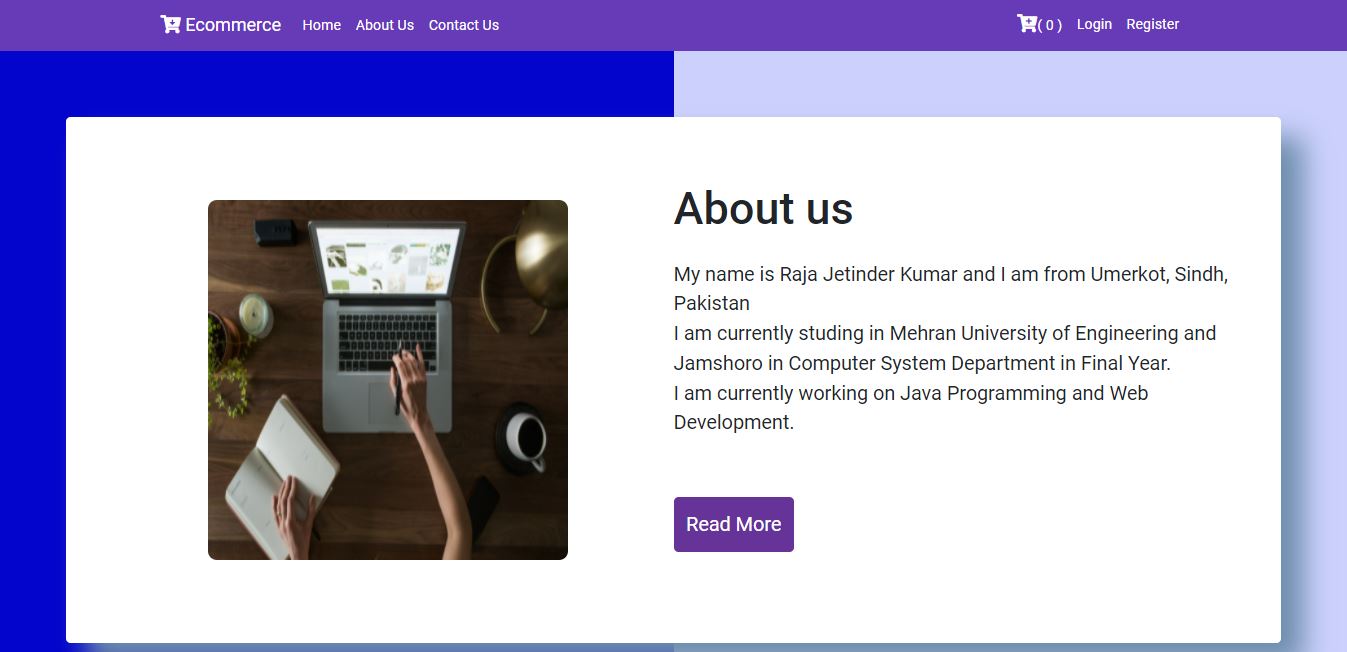 Ecommerce Home About Us Contact Us ( 0 ) Login Register
About us
My name is Raja Jetinder Kumar and I am from Umerkot, Sindh,
Pakistan
I am currently studing in Mehran University of Engineering and
Jamshoro in Computer System Department in Final Year.
I am currently working on Java Programming and Web
Development.
Read More